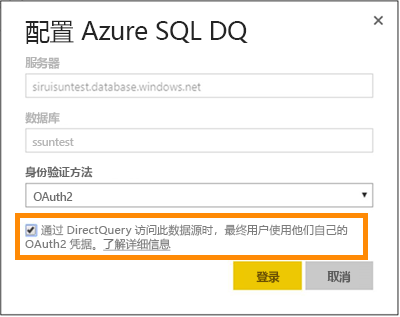 配置 Azure SQL DQ
服务器
siruisuntest.database.windows.net
数据库
ssuntest
身份验证方法
OAuth2
通过 DirectQuery 访问此数据源时，最终用户使用他们自己的
OAuth2 凭据。了解详细信息
登录 取消